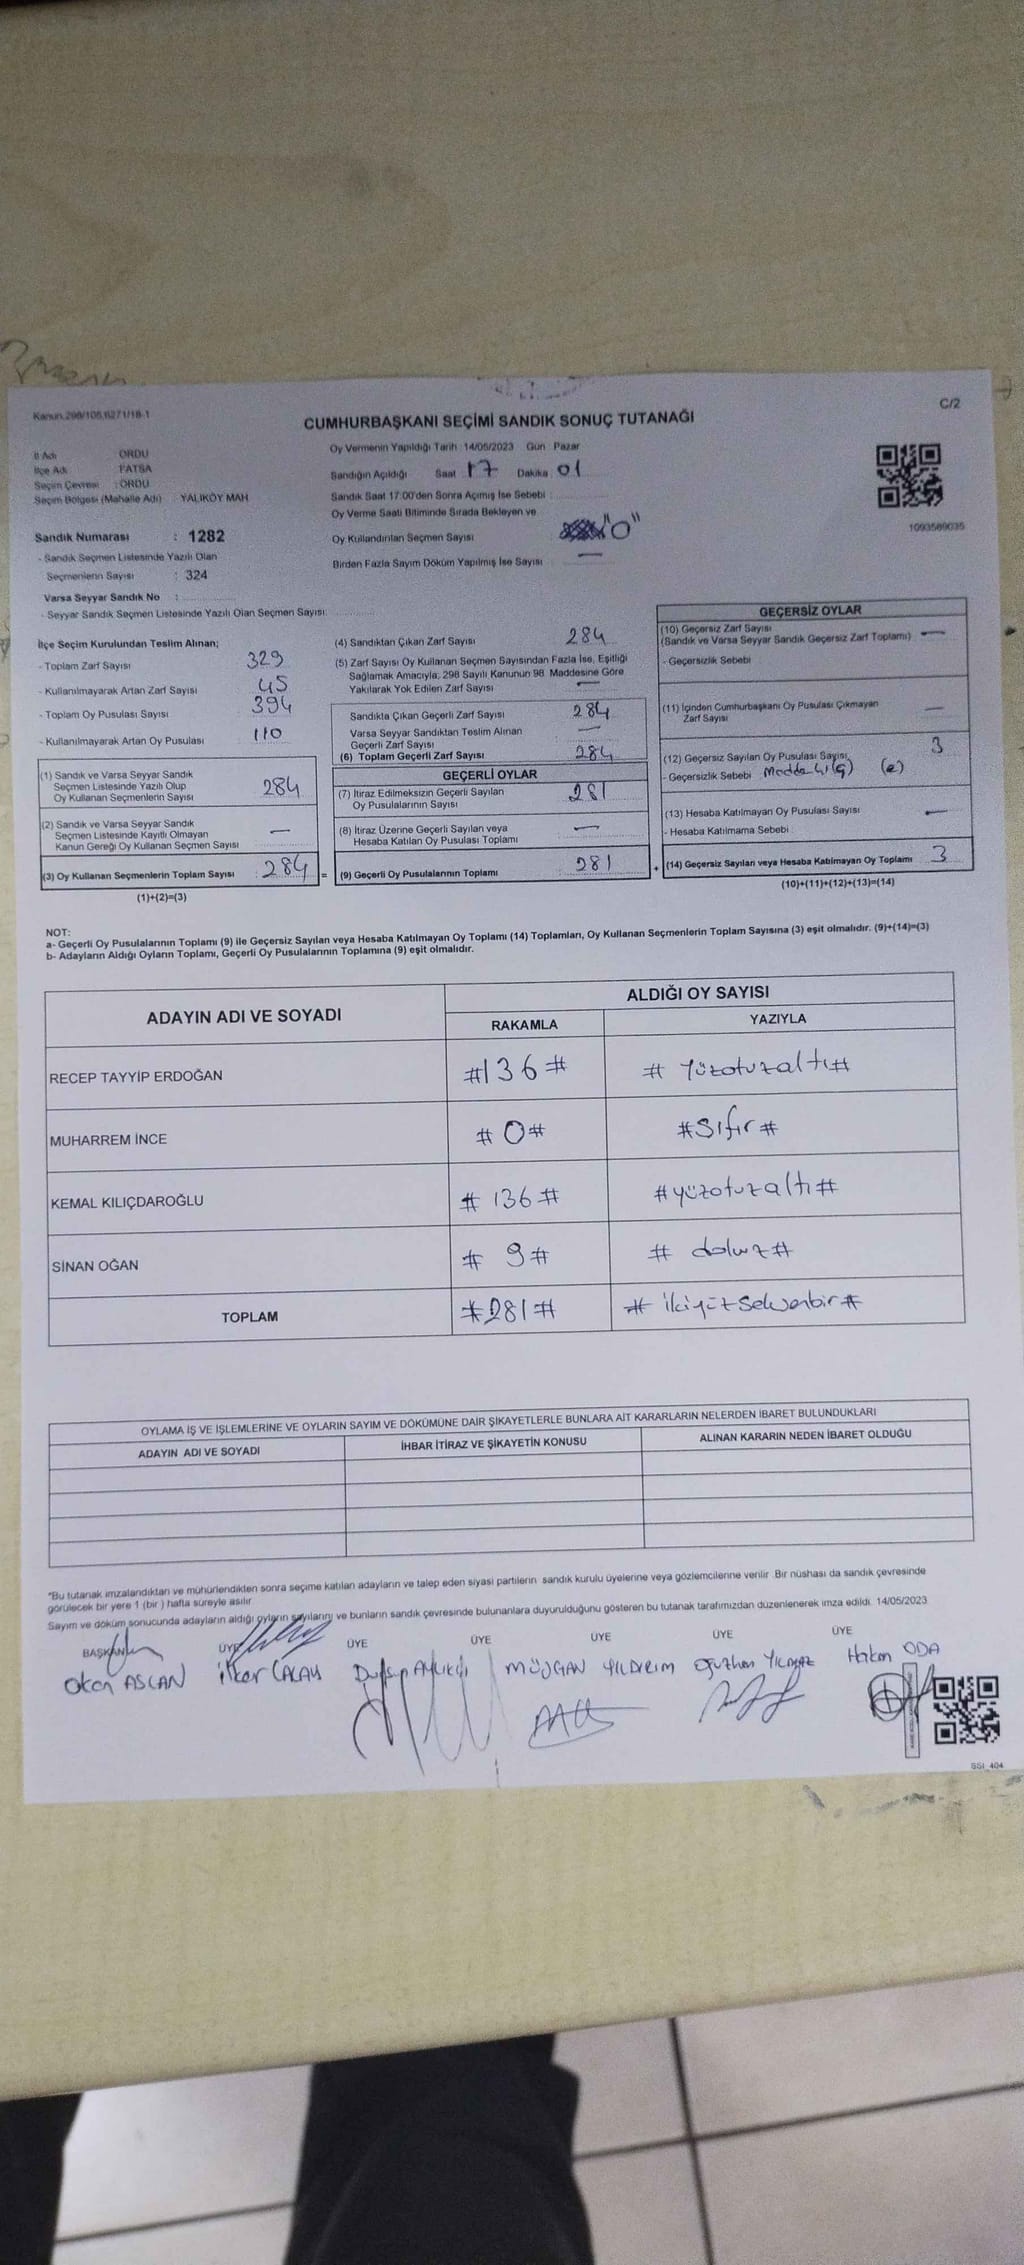 Kanun.298/105,6271/18-1
C/2
CUMHURBAŞKANI SEÇİMİ SANDIK SONUÇ TUTANAĞI
İl Adı : ORDU
İlçe Adı : FATSA
Seçim Çevresi : ORDU
Seçim Bölgesi (Mahalle Adı) : YALIKÖY MAH
Oy Vermenin Yapıldığı Tarih :14/05/2023 Gün : Pazar
Sandığın Açıldığı Saat 17 Dakika 01
Sandık Saat 17:00'den Sonra Açımış İse Sebebi :
Oy Verme Saati Bitiminde Sırada Bekleyen ve
Oy Kullandırılan Seçmen Sayısı "0"
Birden Fazla Sayım Döküm Yapılmış İse Sayısı : —
1093589035
Sandık Numarası : 1282
- Sandık Seçmen Listesinde Yazılı Olan
Seçmenlerin Sayısı : 324
Varsa Seyyar Sandık No :
- Seyyar Sandık Seçmen Listesinde Yazılı Olan Seçmen Sayısı:
İlçe Seçim Kurulundan Teslim Alınan;
- Toplam Zarf Sayısı 329
- Kullanılmayarak Artan Zarf Sayısı 45
- Toplam Oy Pusulası Sayısı 394
- Kullanılmayarak Artan Oy Pusulası 110
(1) Sandık ve Varsa Seyyar Sandık
Seçmen Listesinde Yazılı Olup
Oy Kullanan Seçmenlerin Sayısı 284
(2) Sandık ve Varsa Seyyar Sandık
Seçmen Listesinde Kayıtlı Olmayan
Kanun Gereği Oy Kullanan Seçmen Sayısı —
(3) Oy Kullanan Seçmenlerin Toplam Sayısı : 284 =
(1)+(2)=(3)
(4) Sandıktan Çıkan Zarf Sayısı 284
(5) Zarf Sayısı Oy Kullanan Seçmen Sayısından Fazla İse, Eşitliği
Sağlamak Amacıyla, 298 Sayılı Kanunun 98. Maddesine Göre
Yakılarak Yok Edilen Zarf Sayısı —
Sandıkta Çıkan Geçerli Zarf Sayısı 284
Varsa Seyyar Sandıktan Teslim Alınan
Geçerli Zarf Sayısı —
(6) Toplam Geçerli Zarf Sayısı 284
GEÇERLİ OYLAR
(7) İtiraz Edilmeksizin Geçerli Sayılan
Oy Pusulalarının Sayısı 281
(8) İtiraz Üzerine Geçerli Sayılan veya
Hesaba Katılan Oy Pusulası Toplamı —
(9) Geçerli Oy Pusulalarının Toplamı : 281 +
GEÇERSİZ OYLAR
(10) Geçersiz Zarf Sayısı
(Sandık ve Varsa Seyyar Sandık Geçersiz Zarf Toplamı) —
- Geçersizlik Sebebi
(11) İçinden Cumhurbaşkanı Oy Pusulası Çıkmayan
Zarf Sayısı —
(12) Geçersiz Sayılan Oy Pusulası Sayısı 3
- Geçersizlik Sebebi (e)
(13) Hesaba Katılmayan Oy Pusulası Sayısı —
- Hesaba Katılmama Sebebi
(14) Geçersiz Sayılan veya Hesaba Katılmayan Oy Toplamı 3
(10)+(11)+(12)+(13)=(14)
NOT:
a- Geçerli Oy Pusulalarının Toplamı (9) ile Geçersiz Sayılan veya Hesaba Katılmayan Oy Toplamı (14) Toplamları, Oy Kullanan Seçmenlerin Toplam Sayısına (3) eşit olmalıdır. (9)+(14)=(3)
b- Adayların Aldığı Oyların Toplamı, Geçerli Oy Pusulalarının Toplamına (9) eşit olmalıdır.
ADAYIN ADI VE SOYADI
ALDIĞI OY SAYISI
RAKAMLA YAZIYLA
RECEP TAYYİP ERDOĞAN #136# # Yüzotuzaltı#
MUHARREM İNCE #0# #Sıfır#
KEMAL KILIÇDAROĞLU # 136# #yüzotuzaltı#
SİNAN OĞAN # 9# # dokuz#
TOPLAM #281# # ikiyüzseksenbir#
OYLAMA İŞ VE İŞLEMLERİNE VE OYLARIN SAYIM VE DÖKÜMÜNE DAİR ŞİKAYETLERLE BUNLARA AİT KARARLARIN NELERDEN İBARET BULUNDUKLARI
ADAYIN ADI VE SOYADI İHBAR İTİRAZ VE ŞİKAYETİN KONUSU ALINAN KARARIN NEDEN İBARET OLDUĞU
*Bu tutanak imzalandıktan ve mühürlendikten sonra seçime katılan adayların ve talep eden siyasi partilerin sandık kurulu üyelerine veya gözlemcilerine verilir. Bir nüshası da sandık çevresinde
görülecek bir yere 1 (bir ) hafta süreyle asılır.
Sayım ve döküm sonucunda adayların aldığı oyların sayılarını ve bunların sandık çevresinde bulunanlara duyurulduğunu gösteren bu tutanak tarafımızdan düzenlenerek imza edildi. 14/05/2023
BAŞKAN ÜYE ÜYE ÜYE ÜYE ÜYE ÜYE
Okan ASLAN İlker MÜJGAN YILDIRIM Oğuzhan YILMAZ Hakan ODA
SSI_404